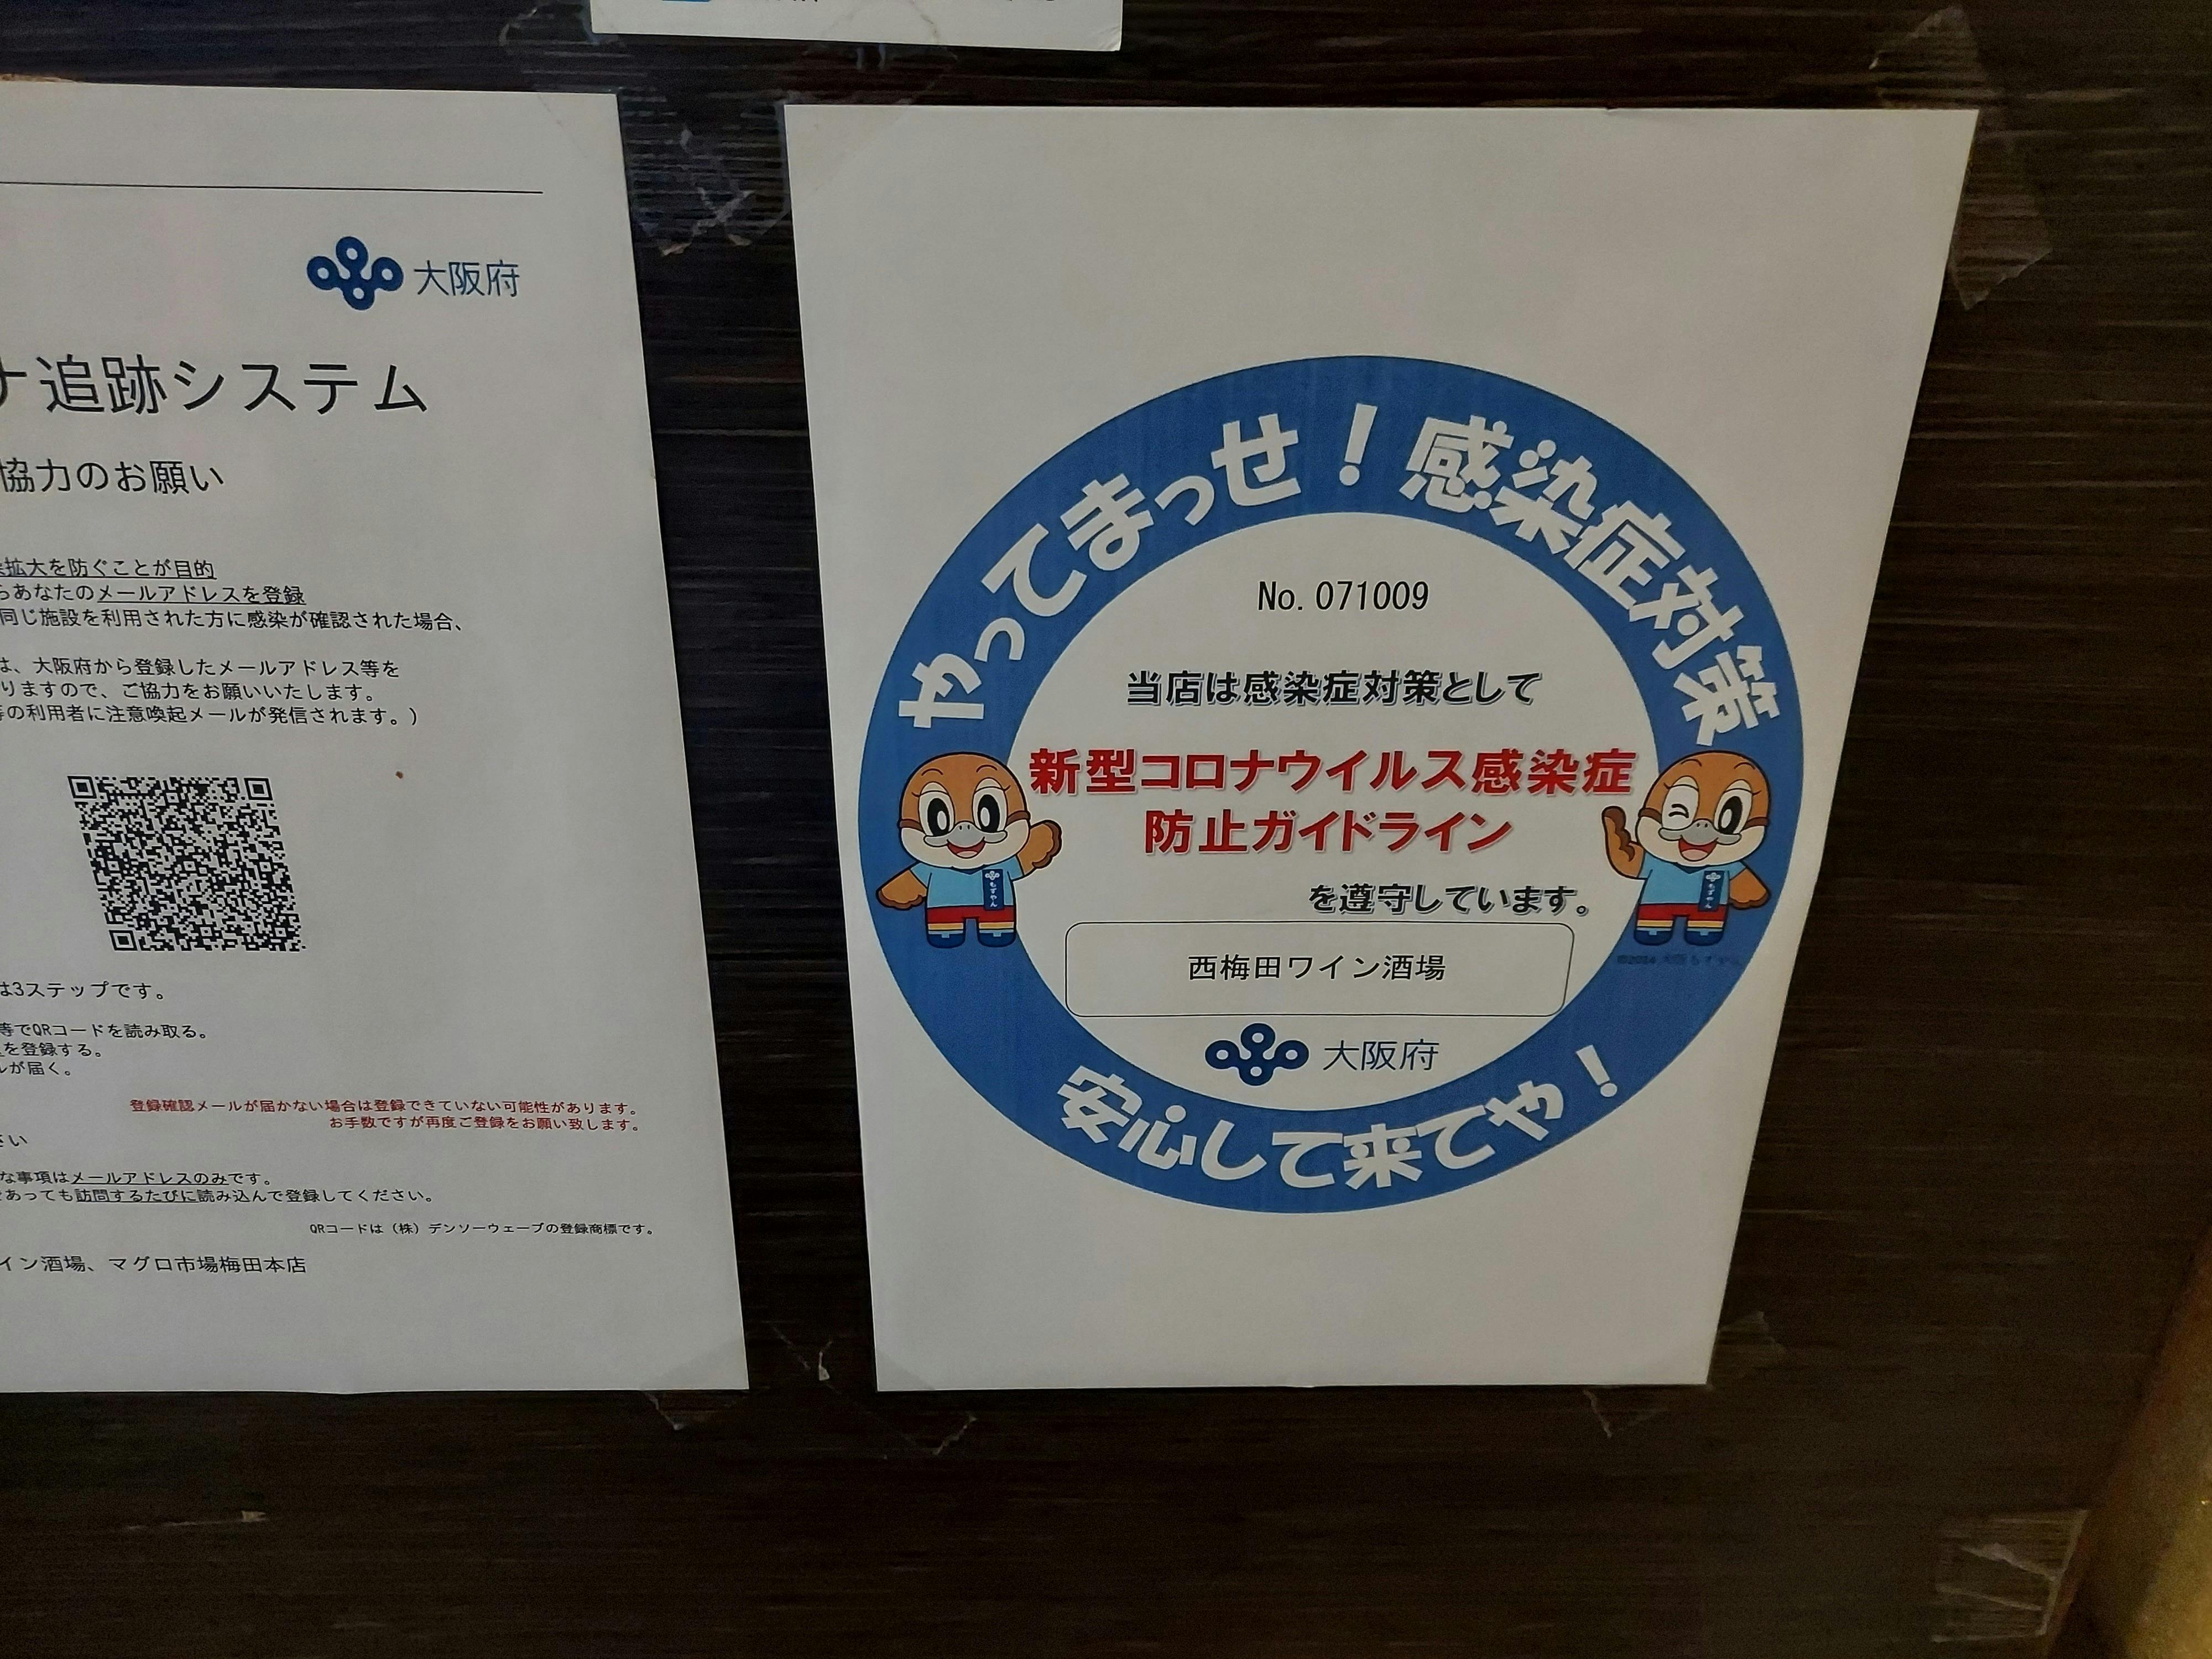 大阪府
ナ追跡システム
協力のお願い
拡大を防ぐことが目的
らあなたのメールアドレスを登録
同じ施設を利用された方に感染が確認された場合、
は、大阪府から登録したメールアドレス等を
りますので、ご協力をお願いいたします。
の利用者に注意喚起メールが発信されます。）
は3ステップです。
等でQRコードを読み取る。
を登録する。
ルが届く。
登録確認メールが届かない場合は登録できていない可能性があります。
お手数ですが再度ご登録をお願い致します。
さい
な事項はメールアドレスのみです。
あっても訪問するたびに読み込んで登録してください。
QRコードは（株）デンソーウェーブの登録商標です。
イン酒場、マグロ市場梅田本店
やってまっせ！感染症対策
No. 071009
当店は感染症対策として
新型コロナウイルス感染症
防止ガイドライン
を遵守しています。
もずやん
もずやん
西梅田ワイン酒場
大阪府
安心して来てや！